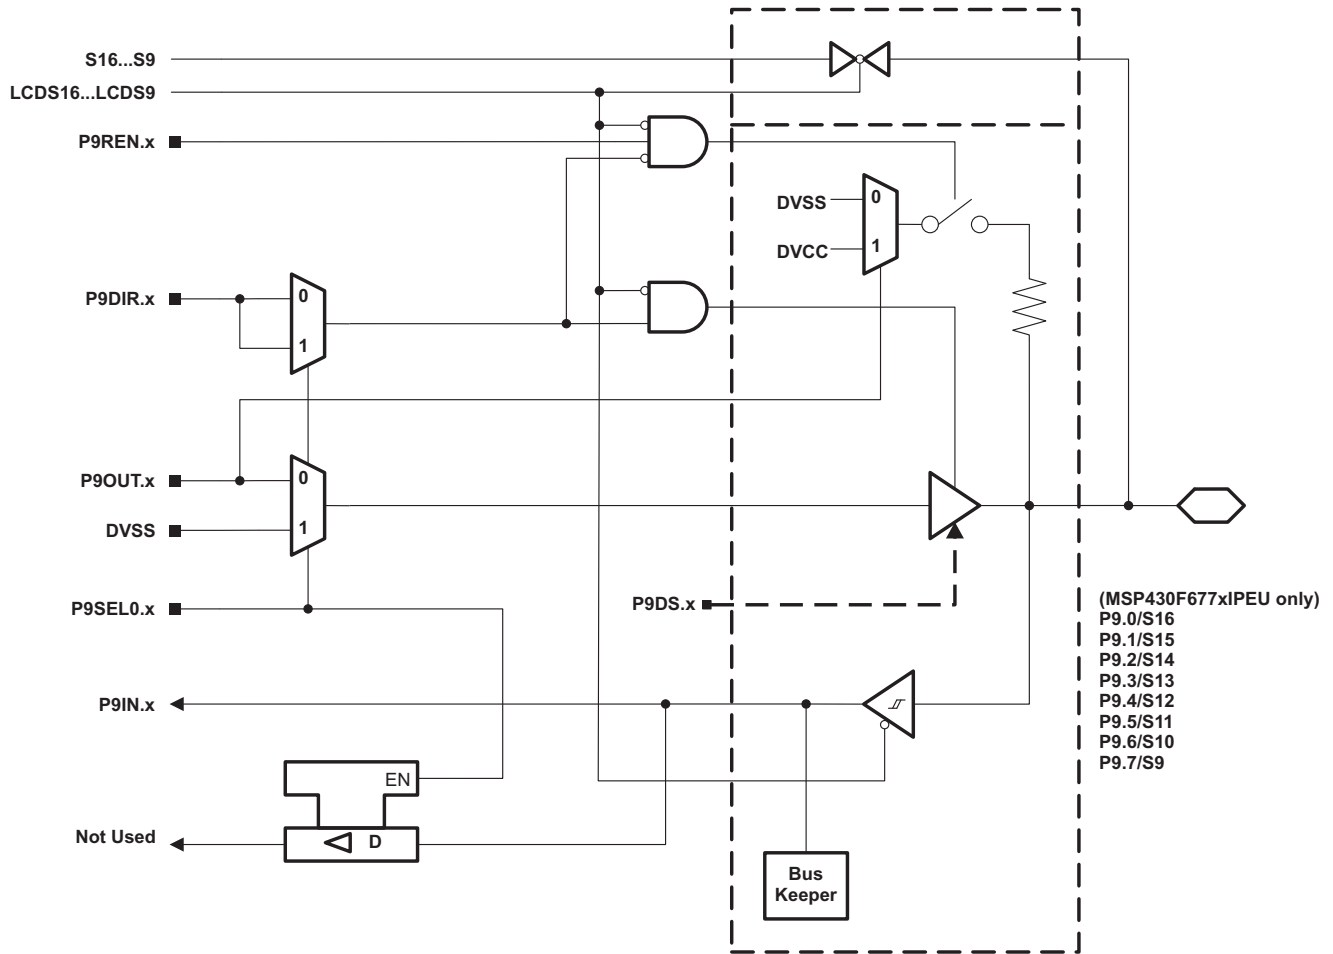 S16...S9
LCDS16...LCDS9
P9REN.x
DVSS
0
DVCC
1
P9DIR.x
0
1
P9OUT.x
0
DVSS
1
P9SEL0.x
P9DS.x
(MSP430F677xIPEU only)
P9.0/S16
P9.1/S15
P9.2/S14
P9.3/S13
P9.4/S12
P9.5/S11
P9.6/S10
P9.7/S9
P9IN.x
EN
Not Used
D
Bus
Keeper